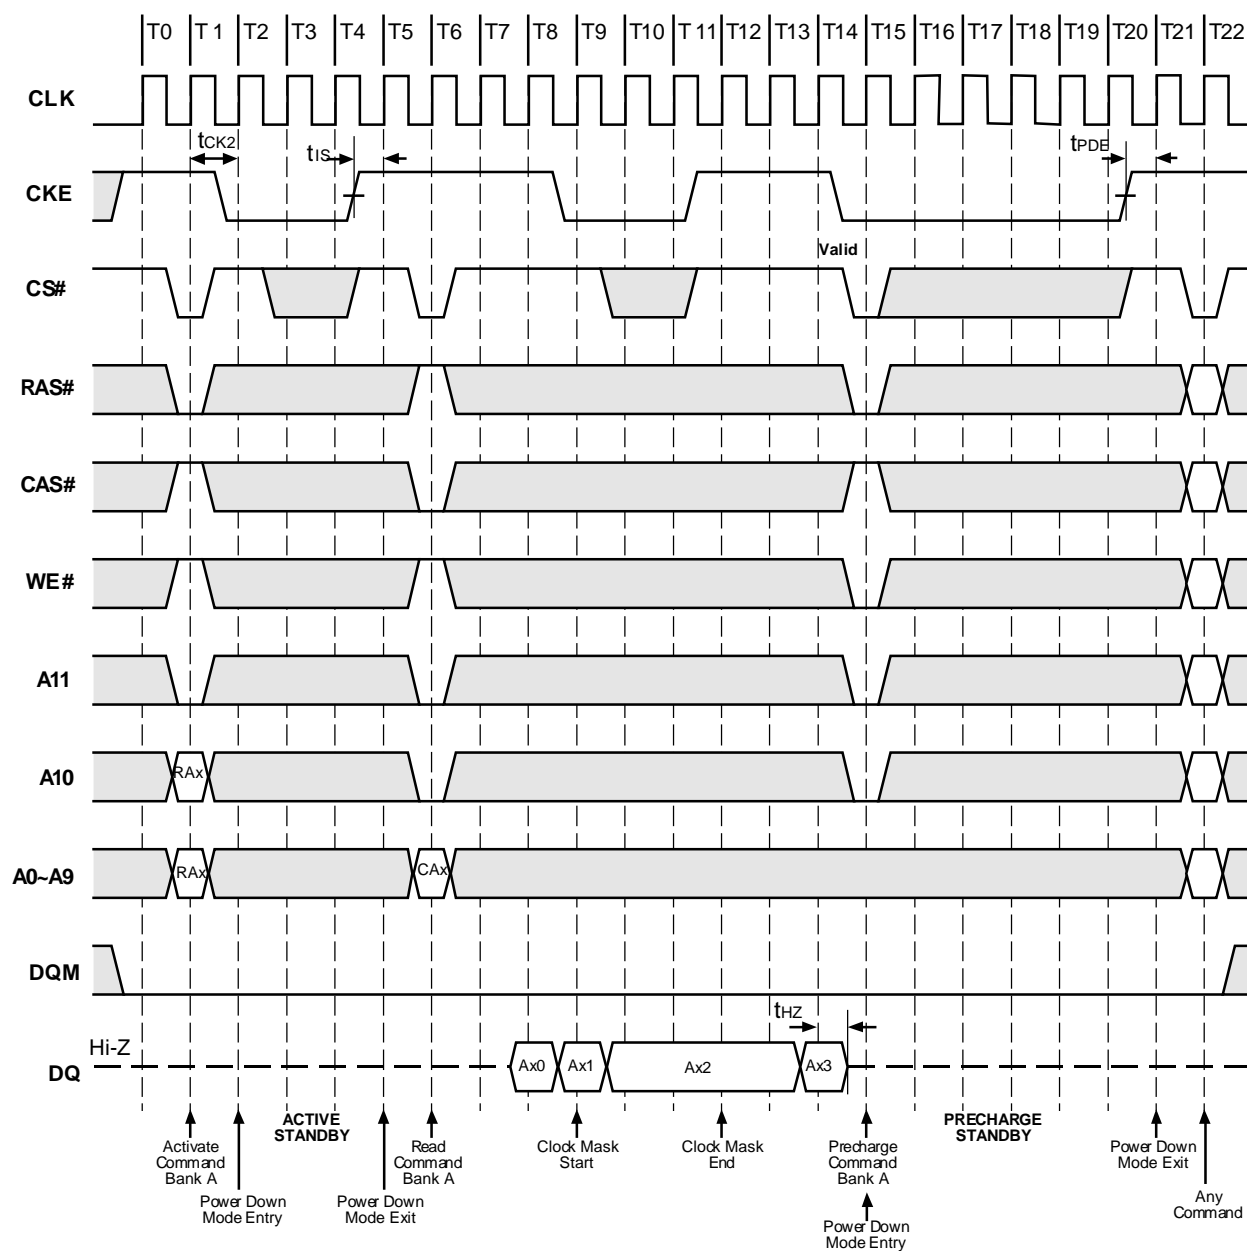 T0 T1 T2 T3 T4 T5 T6 T7 T8 T9 T10 T11 T12 T13 T14 T15 T16 T17 T18 T19 T20 T21 T22
CLK
tCK2 tIS tPDE
CKE
Valid
CS#
RAS#
CAS#
WE#
A11
A10 RAx
A0~A9 RAx CAx
DQM
tHZ
Hi-Z
DQ Ax0 Ax1 Ax2 Ax3
ACTIVE
STANDBY
PRECHARGE
STANDBY
Activate
Command
Bank A
Read
Command
Bank A
Clock Mask
Start
Clock Mask
End
Precharge
Command
Bank A
Power Down
Mode Exit
Power Down
Mode Entry
Power Down
Mode Exit
Any
Command
Power Down
Mode Entry